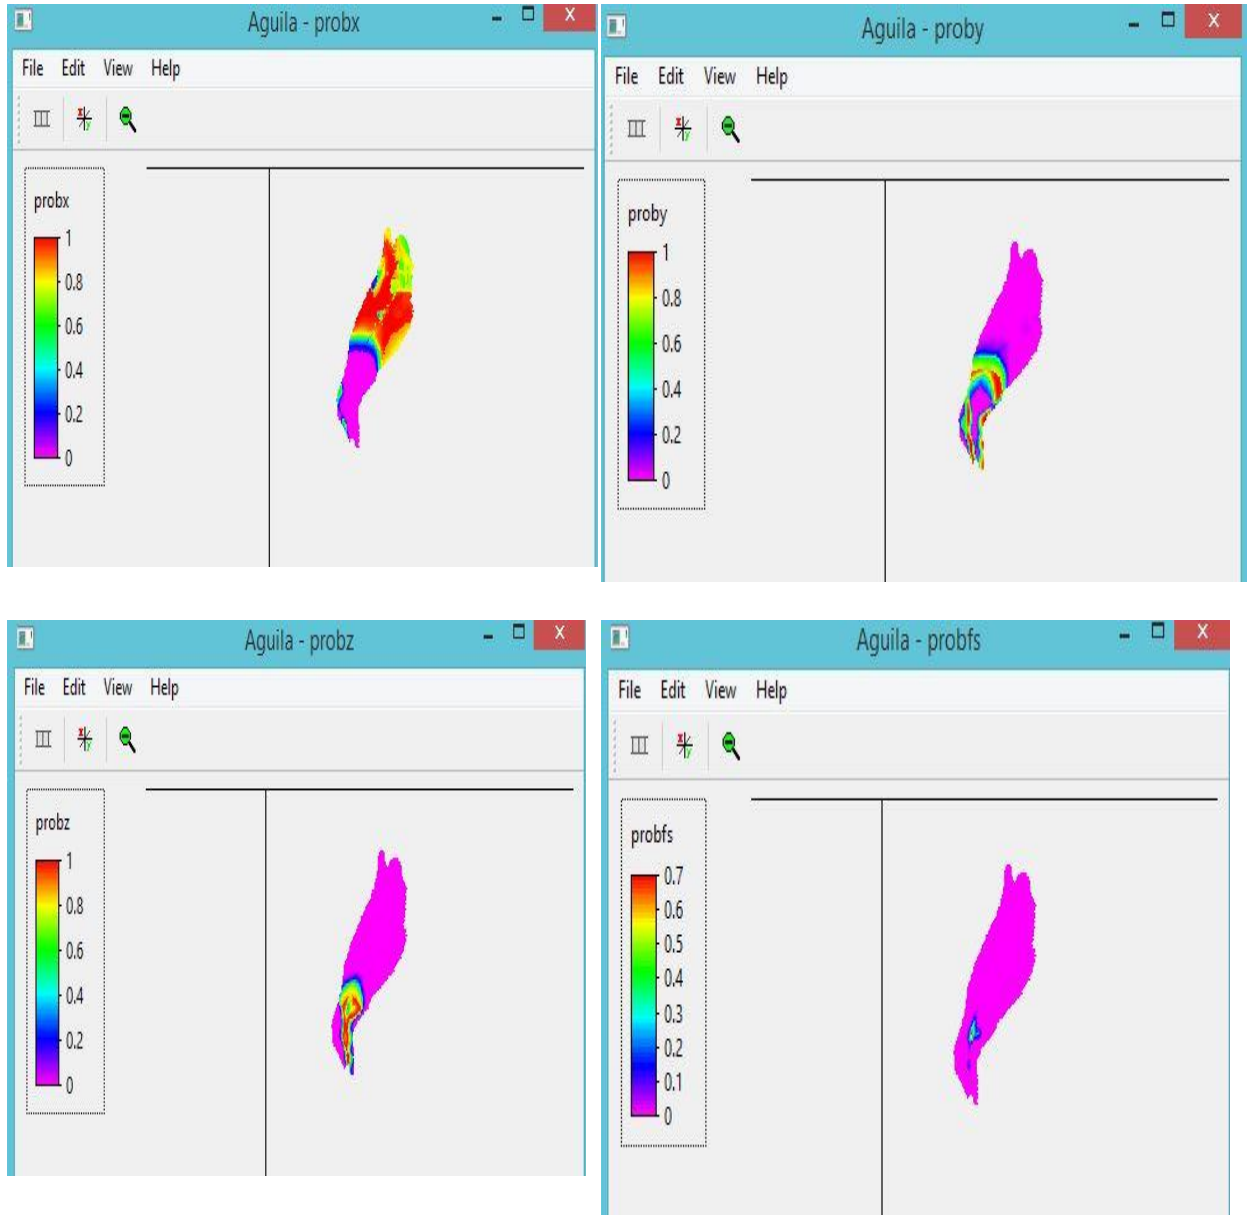 Aguila - probx
File Edit View Help
probx
1
0.8
0.6
0.4
0.2
0
Aguila - proby
File Edit View Help
proby
1
0.8
0.6
0.4
0.2
0
Aguila - probz
File Edit View Help
probz
1
0.8
0.6
0.4
0.2
0
Aguila - probfs
File Edit View Help
probfs
0.7
0.6
0.5
0.4
0.3
0.2
0.1
0